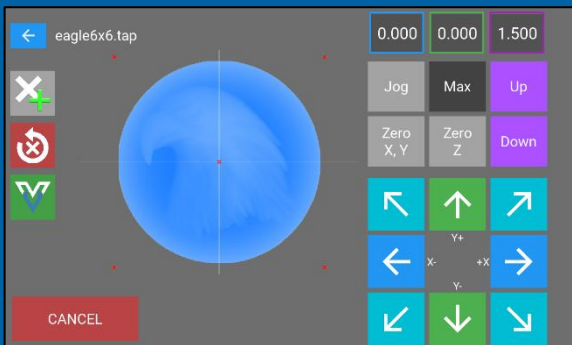 eagle6x6.tap
0.000 0.000 1.500
Jog Max Up
Zero
X, Y
Zero
Z
Down
Y+
X- +X
Y-
CANCEL